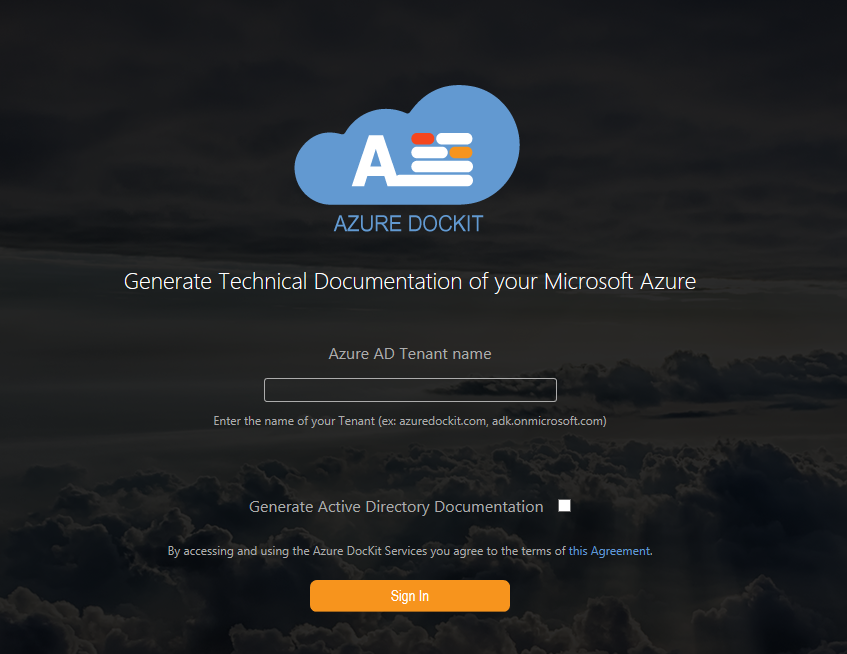 A
AZURE DOCKIT
Generate Technical Documentation of your Microsoft Azure
Azure AD Tenant name
Enter the name of your Tenant (ex: azuredockit.com, adk.onmicrosoft.com)
Generate Active Directory Documentation
By accessing and using the Azure DocKit Services you agree to the terms of this Agreement.
Sign In